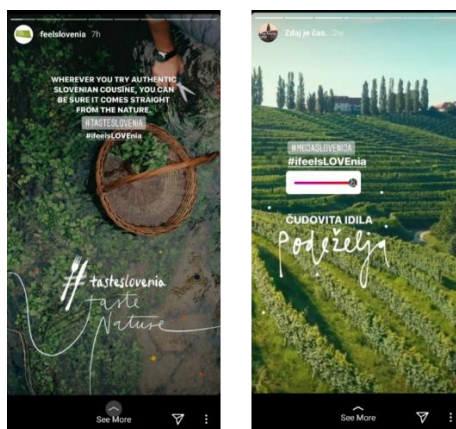 feelslovenia 7h
WHEREVER YOU TRY AUTHENTIC
SLOVENIAN COUSINE, YOU CAN
BE SURE IT COMES STRAIGHT
FROM THE NATURE.
#TASTESLOVENIA
#ifeelsLOVEnia
# tasteslovenia
taste
Nature
See More
Zdaj je čas. 2w
#MOJASLOVENIJA
#ifeelsLOVEnia
ČUDOVITA IDILA
Podeželja
See More